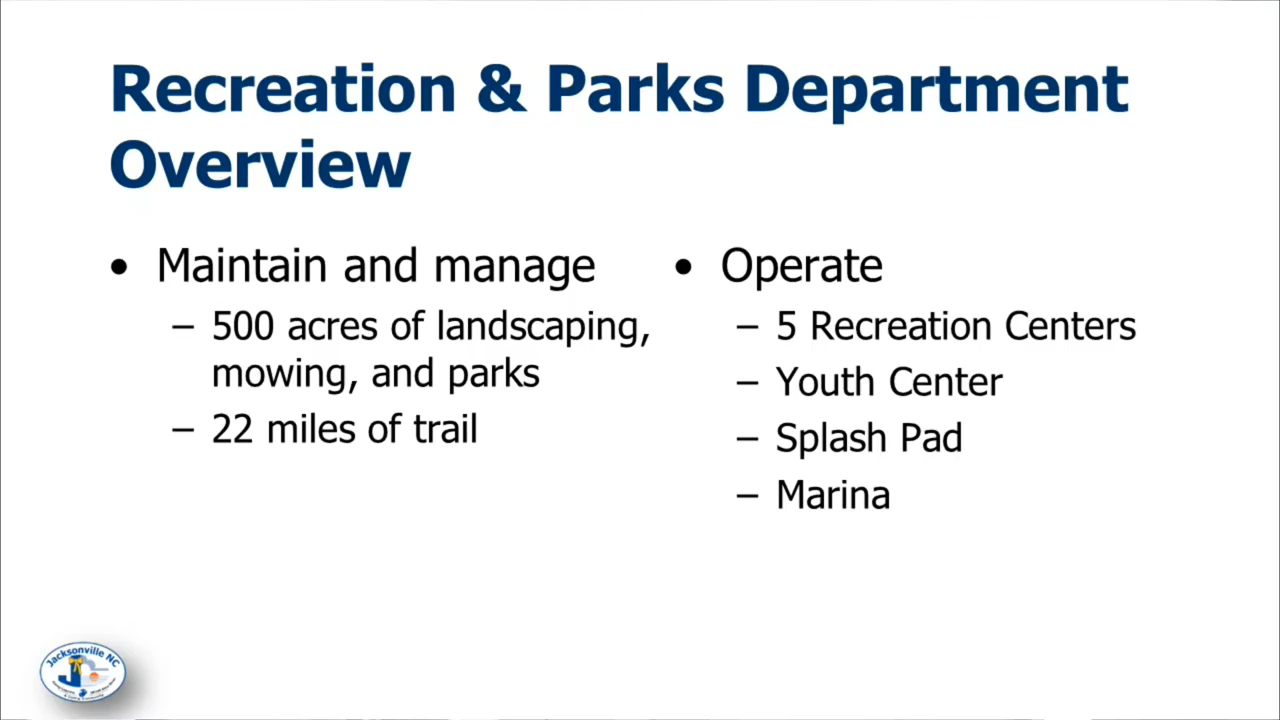 Recreation & Parks Department
Overview
• Maintain and manage
– 500 acres of landscaping,
mowing, and parks
– 22 miles of trail
• Operate
– 5 Recreation Centers
– Youth Center
– Splash Pad
– Marina
Jacksonville NC